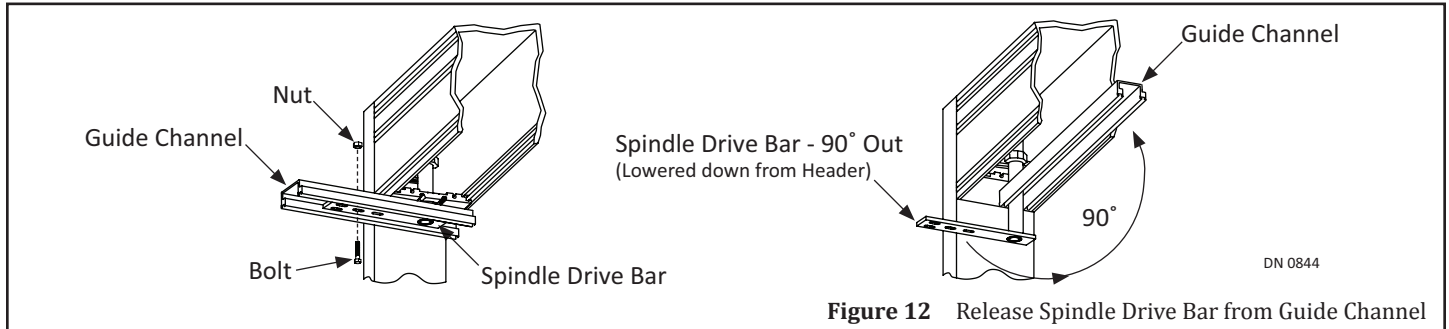 Nut
Guide Channel
Bolt
Spindle Drive Bar
Guide Channel
Spindle Drive Bar - 90˚ Out
(Lowered down from Header)
90˚
DN 0844
Figure 12 Release Spindle Drive Bar from Guide Channel